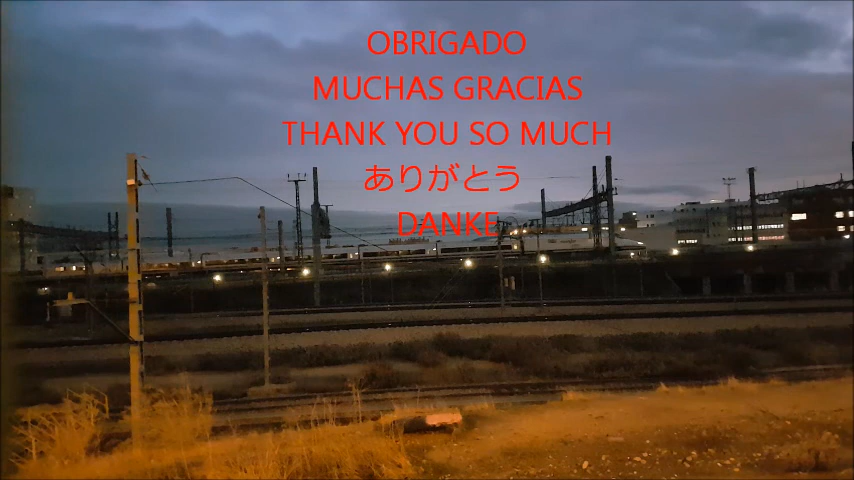 OBRIGADO
MUCHAS GRACIAS
THANK YOU SO MUCH
ありがとう
DANKE